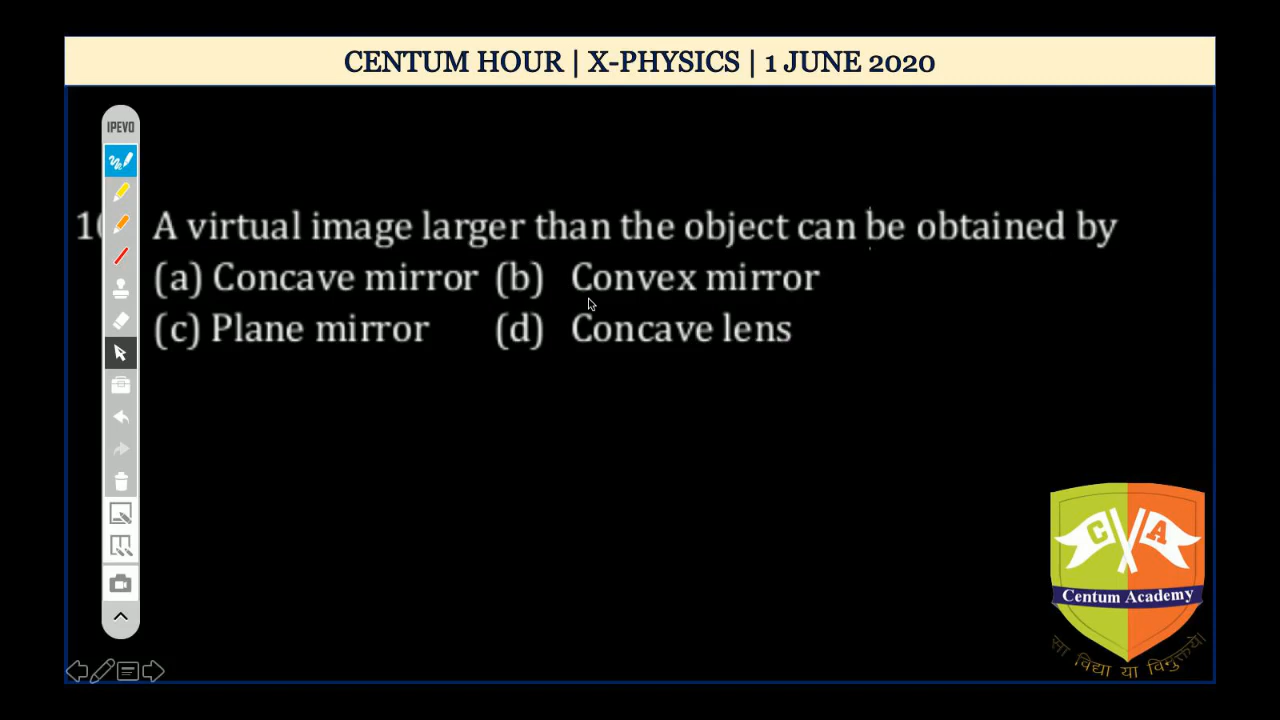 CENTUM HOUR | X-PHYSICS | 1 JUNE 2020
IPEVO
A virtual image larger than the object can be obtained by
(a) Concave mirror (b) Convex mirror
(c) Plane mirror (d) Concave lens
C A
Centum Academy
सा विद्या या विमुक्तये।